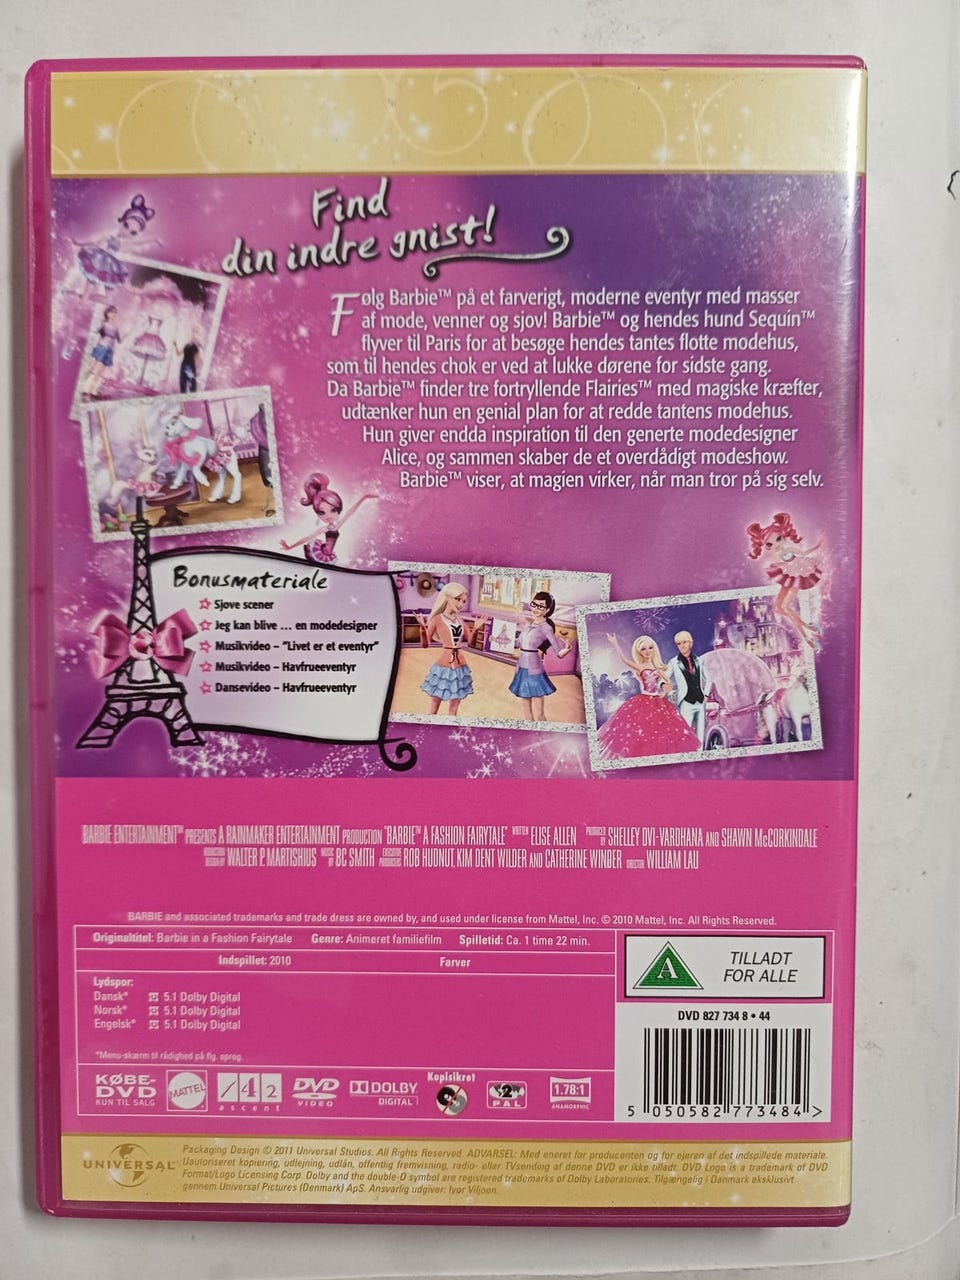 Find
din indre gnist!
Følg Barbie™ på et farverigt, moderne eventyr med masser
af mode, venner og sjov! Barbie™ og hendes hund Sequin™
flyver til Paris for at besøge hendes tantes flotte modehus,
som til hendes chok er ved at lukke dørene for sidste gang.
Da Barbie™ finder tre fortryllende Flairies™ med magiske kræfter,
udtænker hun en genial plan for at redde tantens modehus.
Hun giver endda inspiration til den generte modedesigner
Alice, og sammen skaber de et overdådigt modeshow.
Barbie™ viser, at magien virker, når man tror på sig selv.
Bonusmateriale
Sjove scener
Jeg kan blive ... en modedesigner
Musikvideo – "Livet er et eventyr"
Musikvideo – Havfrueeventyr
Dansevideo – Havfrueeventyr
BARBIE ENTERTAINMENT™ PRESENTS A RAINMAKER ENTERTAINMENT PRODUCTION "BARBIE™ A FASHION FAIRYTALE" WRITTEN BY ELISE ALLEN PRODUCED BY SHELLEY DVI-VARDHANA AND SHAWN McCORKINDALE
PRODUCTION DESIGN BY WALTER P. MARTISHIUS MUSIC BY BC SMITH EXECUTIVE PRODUCERS ROB HUDNUT, KIM DENT WILDER AND CATHERINE WINDER DIRECTED BY WILLIAM LAU
BARBIE and associated trademarks and trade dress are owned by, and used under license from Mattel, Inc. © 2010 Mattel, Inc. All Rights Reserved.
Originaltitel: Barbie in a Fashion Fairytale Genre: Animeret familiefilm Spilletid: Ca. 1 time 22 min.
Indspillet: 2010 Farver
Lydspor:
Dansk* 5.1 Dolby Digital
Norsk* 5.1 Dolby Digital
Engelsk* 5.1 Dolby Digital
*Menu-skærm til rådighed på flg. sprog.
A TILLADT
FOR ALLE
DVD 827 734 8 • 44
5 050582 773484 >
KØBE-
DVD
KUN TIL SALG
MATTEL
142
ascent
DVD
VIDEO
DOLBY
DIGITAL
Kopisikret
2
PAL
1.78:1
ANAMORPHIC
UNIVERSAL
Packaging Design © 2011 Universal Studios. All Rights Reserved. ADVARSEL: Med eneret for producenten og for ejeren af det indspillede materiale.
Uautoriseret kopiering, udlejning, udlån, offentlig fremvisning, radio- eller TVsending af denne DVD er ikke tilladt. DVD Logo is a trademark of DVD
Format/Logo Licensing Corp. Dolby and the double-D symbol are registered trademarks of Dolby Laboratories. Tilgængelig i Danmark eksklusivt
gennem Universal Pictures (Denmark) ApS. Ansvarlig udgiver: Ivor Viljoen.